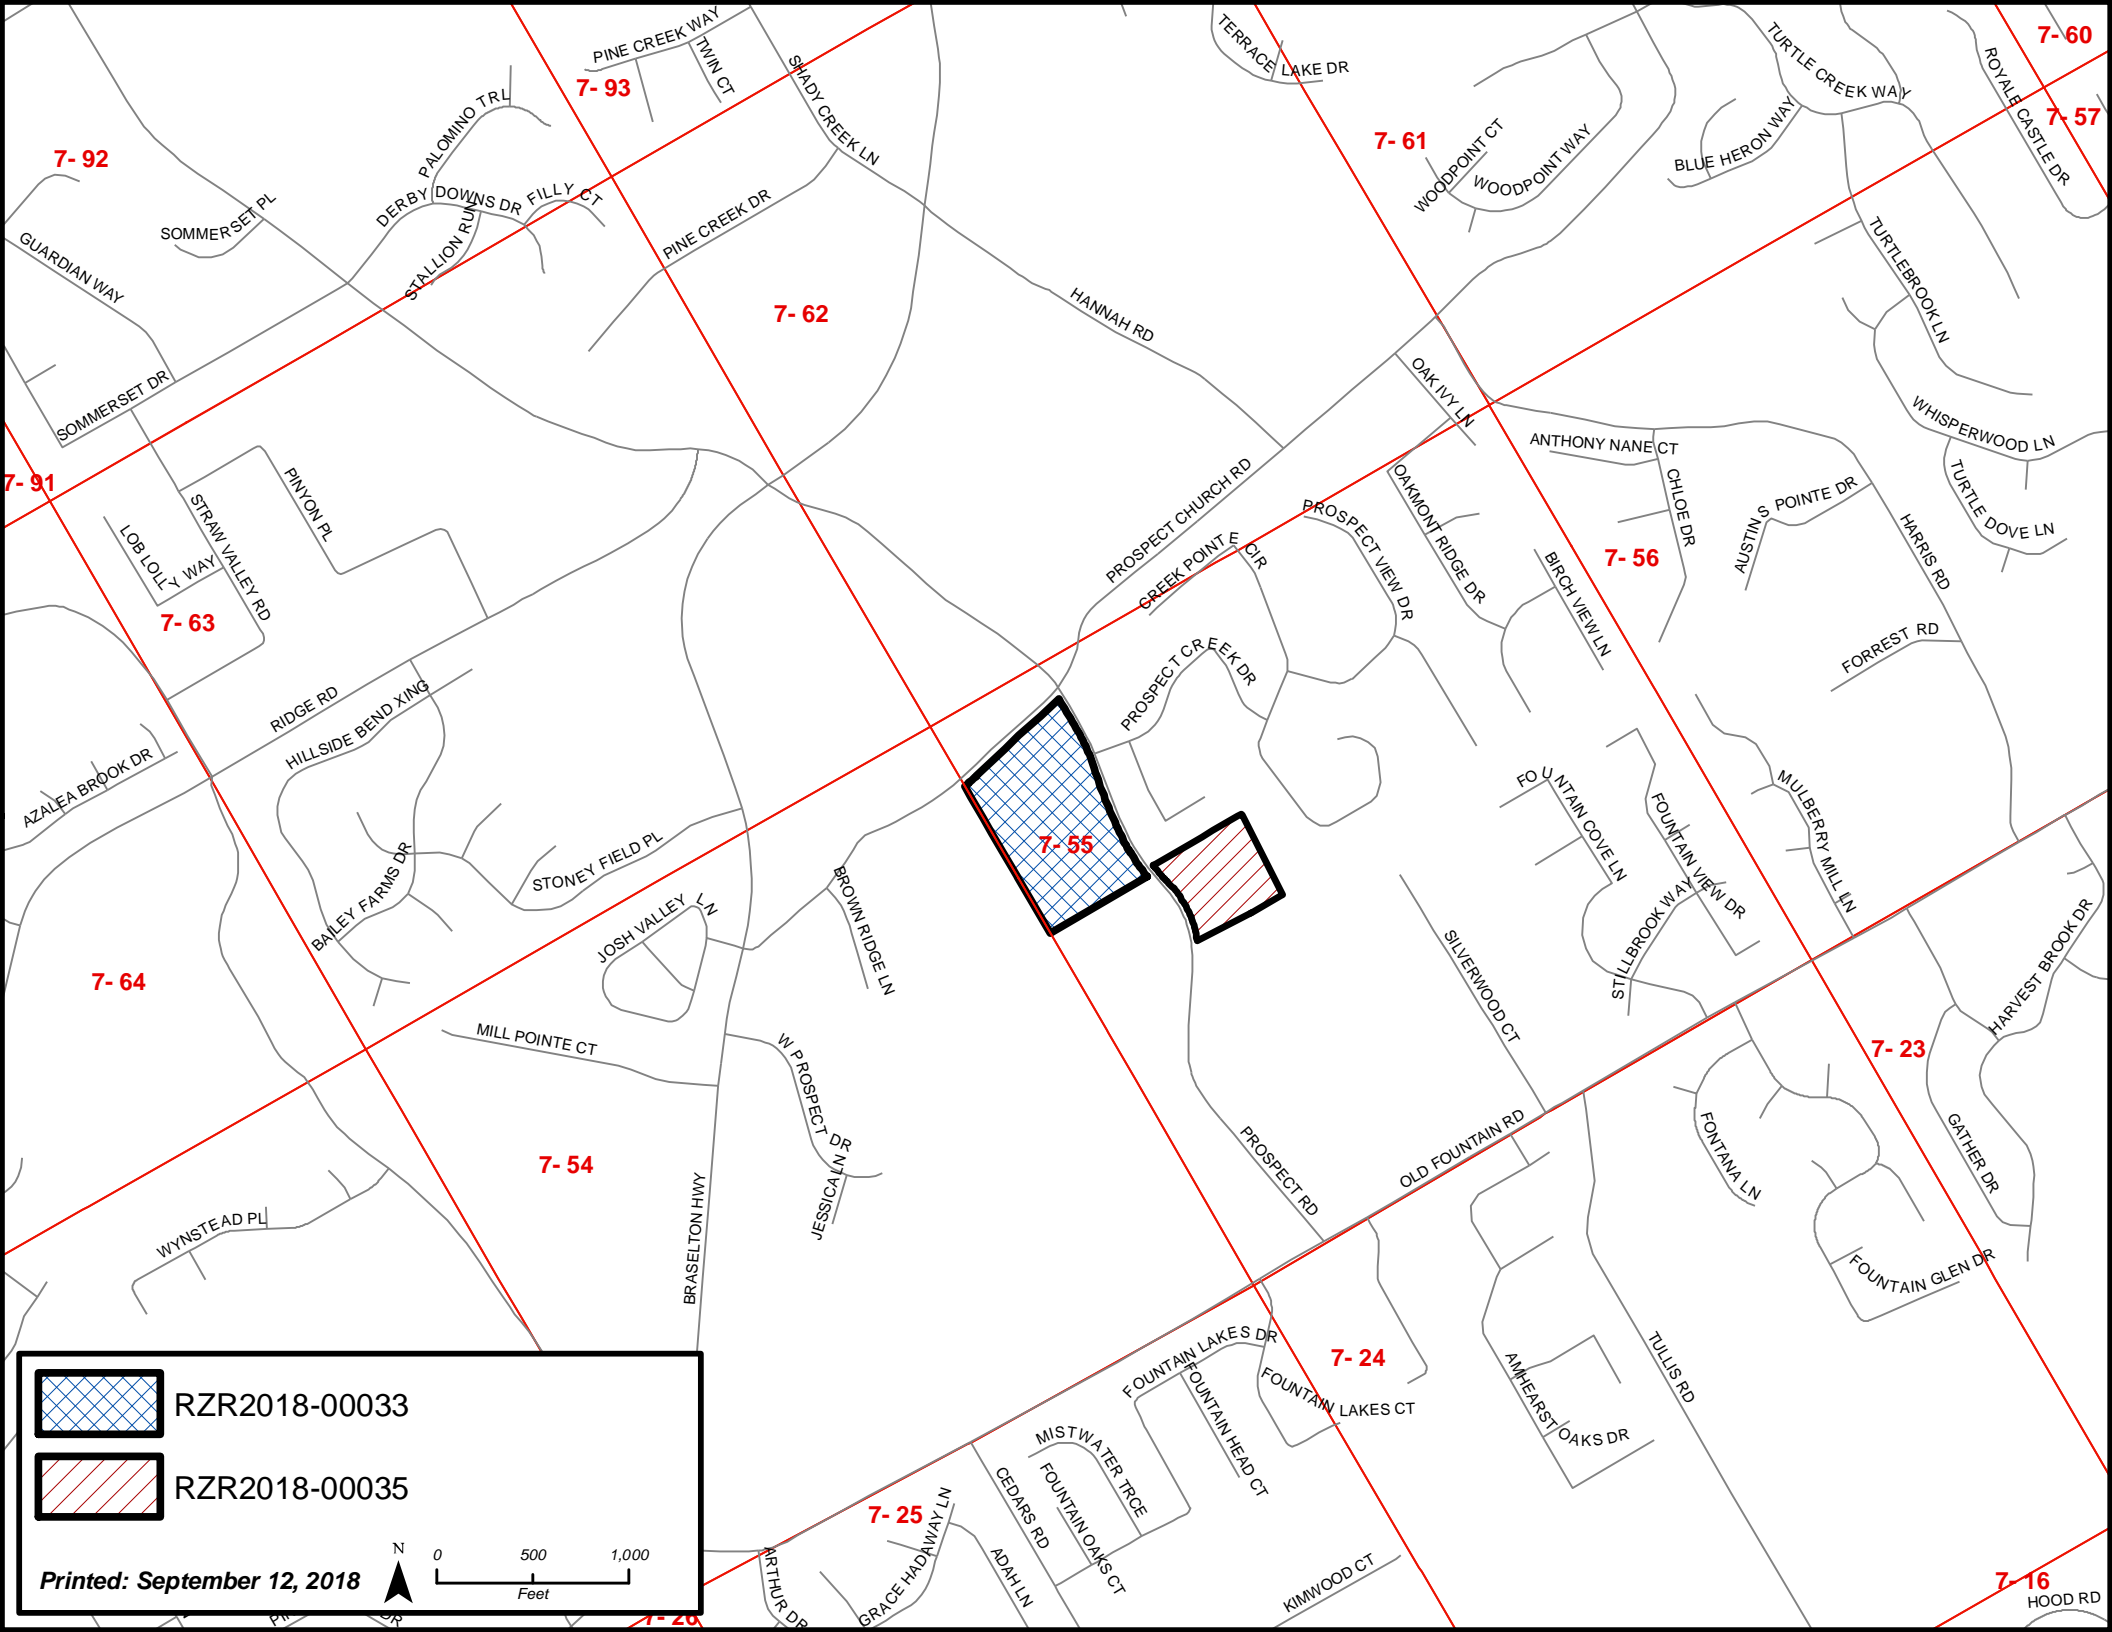 PINE CREEK WAY
TWIN CT
7- 93
SHADY CREEK LN
TERRACE LAKE DR
TURTLE CREEK WAY
ROYALE CASTLE DR
7- 60
7- 57
7- 61
PALOMINO TRL
WOODPOINT CT
WOODPOINT WAY
BLUE HERON WAY
7- 92
DERBY DOWNS DR
FILLY CT
STALLION RUN
SOMMERSET PL
PINE CREEK DR
GUARDIAN WAY
7- 62
HANNAH RD
TURTLEBROOK LN
SOMMERSET DR
OAK IVY LN
WHISPERWOOD LN
ANTHONY NANE CT
7- 91
PINYON PL
STRAW VALLEY RD
LOB LOLLY WAY
PROSPECT CHURCH RD
OAKMONT RIDGE DR
PROSPECT VIEW DR
CREEK POINTE CIR
CHLOE DR
AUSTINS POINTE DR
TURTLE DOVE LN
HARRIS RD
7- 56
BIRCH VIEW LN
7- 63
FORREST RD
PROSPECT CREEK DR
RIDGE RD
HILLSIDE BEND XING
AZALEA BROOK DR
FOUNTAIN COVE LN
FOUNTAIN VIEW DR
MULBERRY MILL LN
7- 55
STONEY FIELD PL
BAILEY FARMS DR
BROWN RIDGE LN
JOSH VALLEY LN
STILLBROOK WAY
SILVERWOOD CT
HARVEST BROOK DR
7- 64
MILL POINTE CT
W PROSPECT DR
7- 23
FONTANA LN
GATHER DR
OLD FOUNTAIN RD
PROSPECT RD
7- 54
JESSICA LN
BRASELTON HWY
WYNSTEAD PL
FOUNTAIN GLEN DR
FOUNTAIN LAKES DR
7- 24
FOUNTAIN LAKES CT
FOUNTAIN HEAD CT
TULLIS RD
AMHEARST OAKS DR
MISTWATER TRCE
FOUNTAIN OAKS CT
CEDARS RD
7- 25
GRACE HADAWAY LN
ADAH LN
ARTHUR DR
KIMWOOD CT
7- 16
HOOD RD
7- 26
DR
RZR2018-00033
RZR2018-00035
Printed: September 12, 2018
N
0 500 1,000
Feet